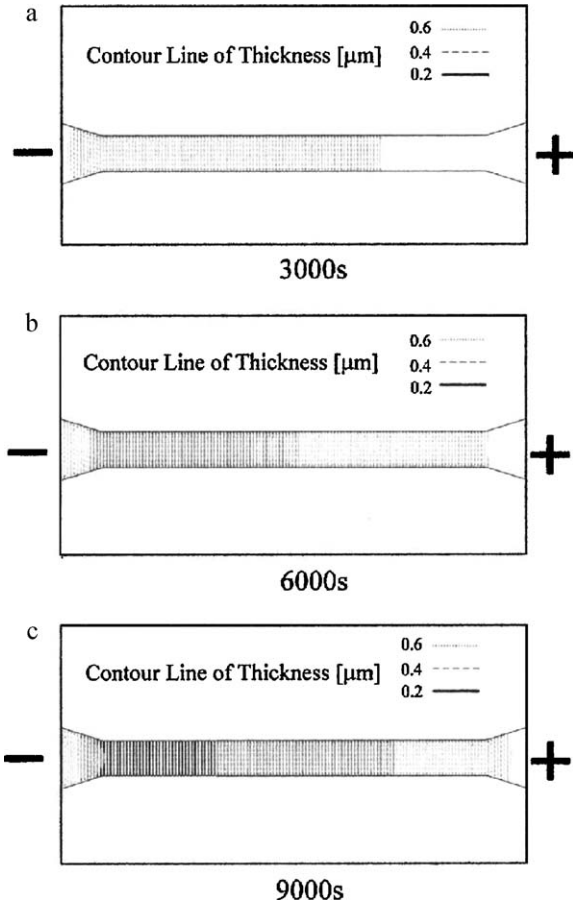 a
Contour Line of Thickness [μm]
0.6
0.4
0.2
− +
3000s
b
Contour Line of Thickness [μm]
0.6
0.4
0.2
− +
6000s
c
Contour Line of Thickness [μm]
0.6
0.4
0.2
− +
9000s